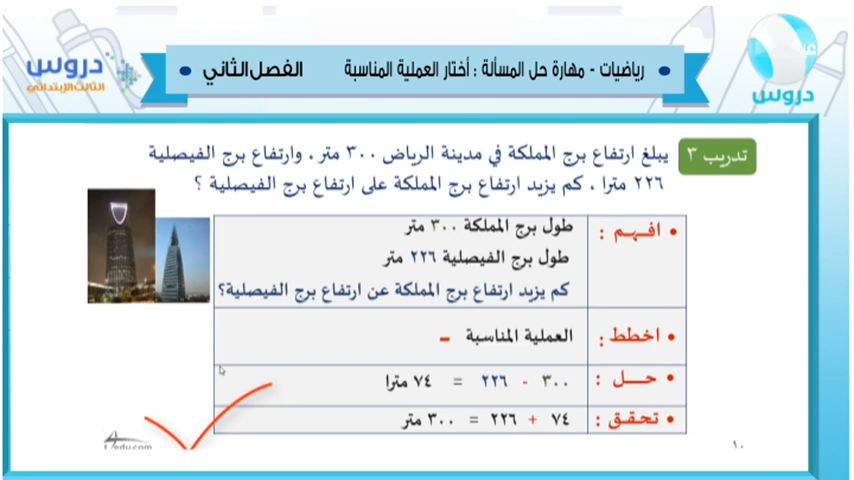 دروس
الثالث الابتدائي
رياضيات - مهارة حل المسألة : أختار العملية المناسبة
الفصل الثاني
دروس
تدريب ٣
يبلغ ارتفاع برج المملكة في مدينة الرياض ٣٠٠ متر ، وارتفاع برج الفيصلية
٢٢٦ مترا ، كم يزيد ارتفاع برج المملكة على ارتفاع برج الفيصلية ؟
افهم :
طول برج المملكة ٣٠٠ متر
طول برج الفيصلية ٢٢٦ متر
كم يزيد ارتفاع برج المملكة عن ارتفاع برج الفيصلية؟
اخطط :
العملية المناسبة -
حل :
٣٠٠ - ٢٢٦ = ٧٤ مترا
تحقق :
٧٤ + ٢٢٦ = ٣٠٠ متر
١٠